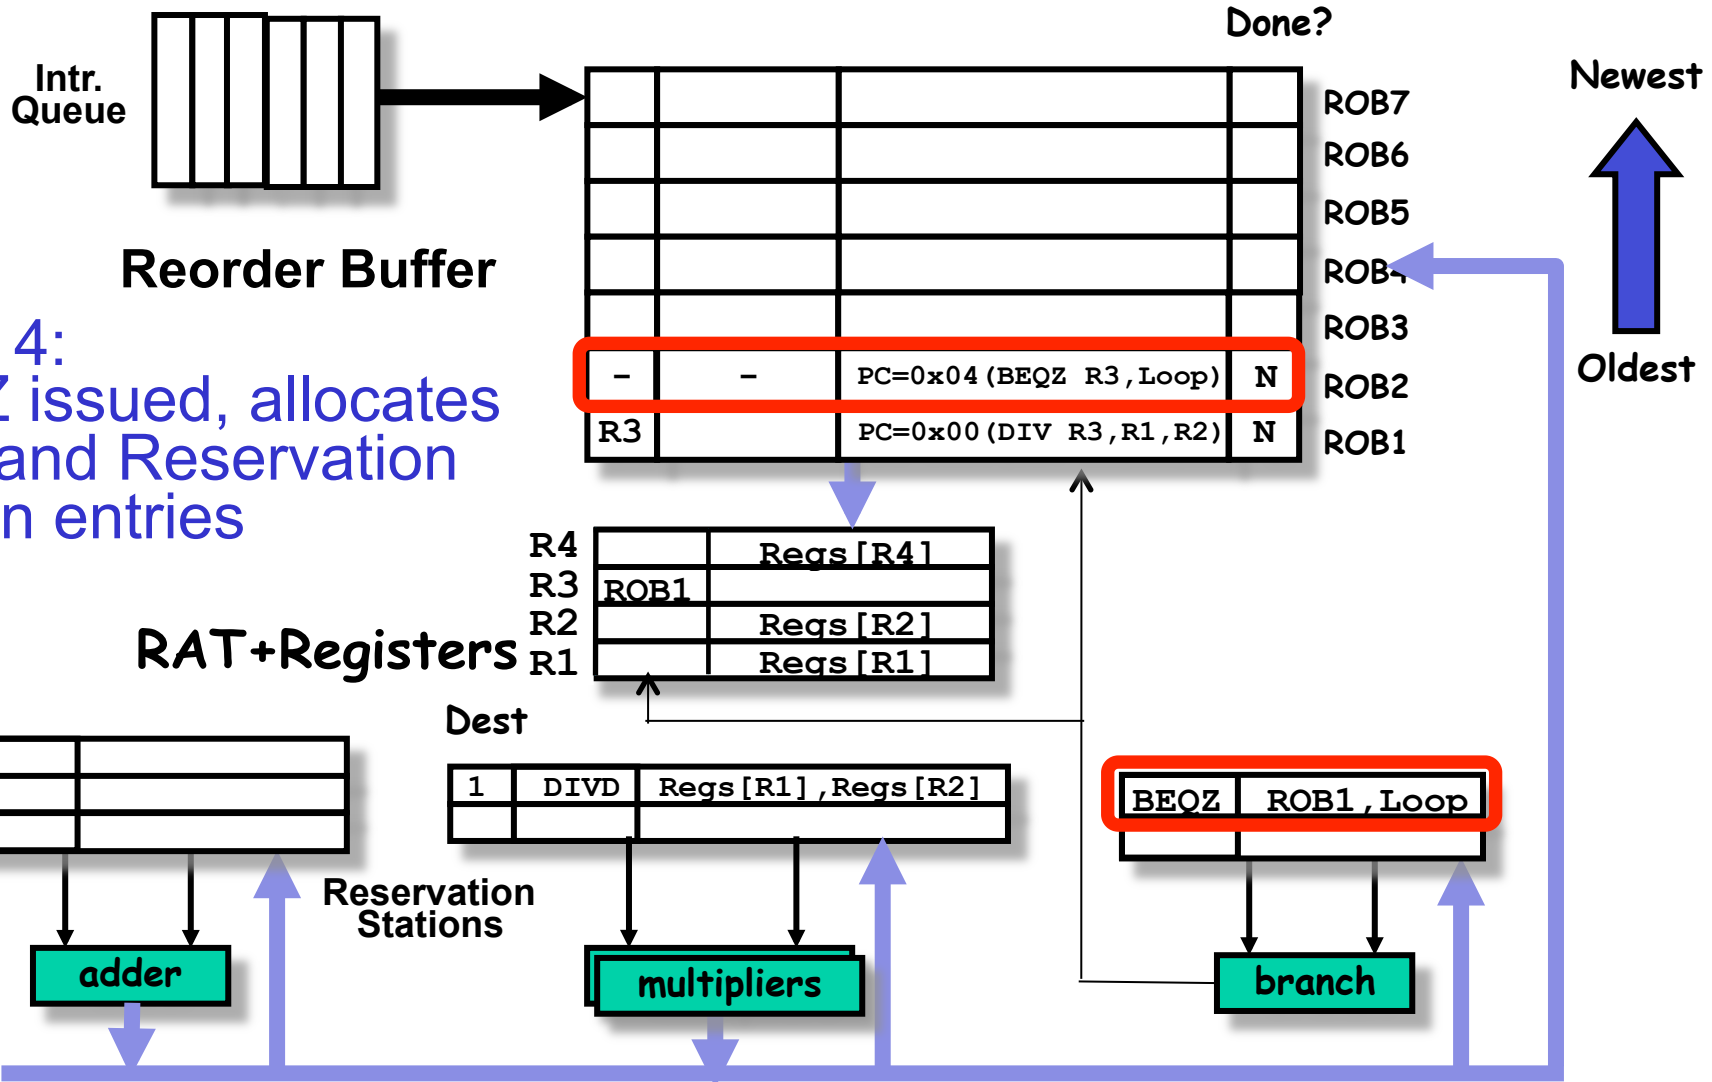 Done?
Intr.
Queue
Newest
ROB7
ROB6
ROB5
Reorder Buffer
ROB4
ROB3
4:
Z issued, allocates
and Reservation
n entries
- - PC=0x04(BEQZ R3,Loop) N ROB2
Oldest
R3 PC=0x00(DIV R3,R1,R2) N ROB1
R4 Regs[R4]
R3 ROB1
R2 Regs[R2]
RAT+Registers
R1 Regs[R1]
Dest
1 DIVD Regs[R1],Regs[R2]
BEQZ ROB1,Loop
Reservation
Stations
adder
multipliers
branch